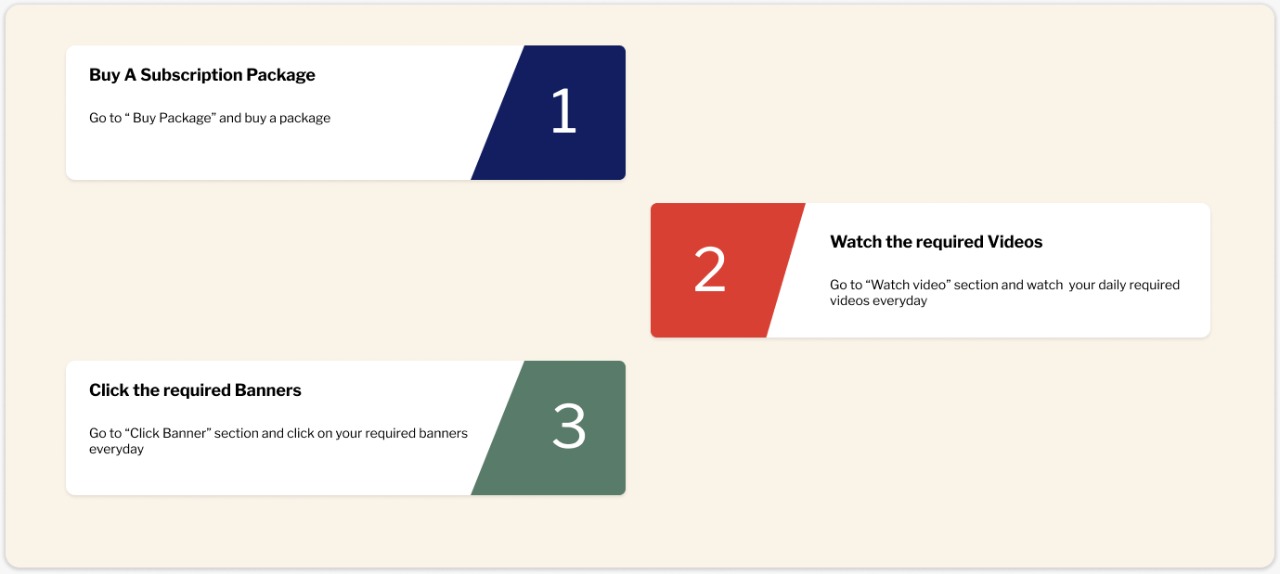 Buy A Subscription Package
Go to “ Buy Package” and buy a package
1
2
Watch the required Videos
Go to “Watch video” section and watch  your daily required
videos everyday
Click the required Banners
Go to “Click Banner” section and click on your required banners
everyday
3